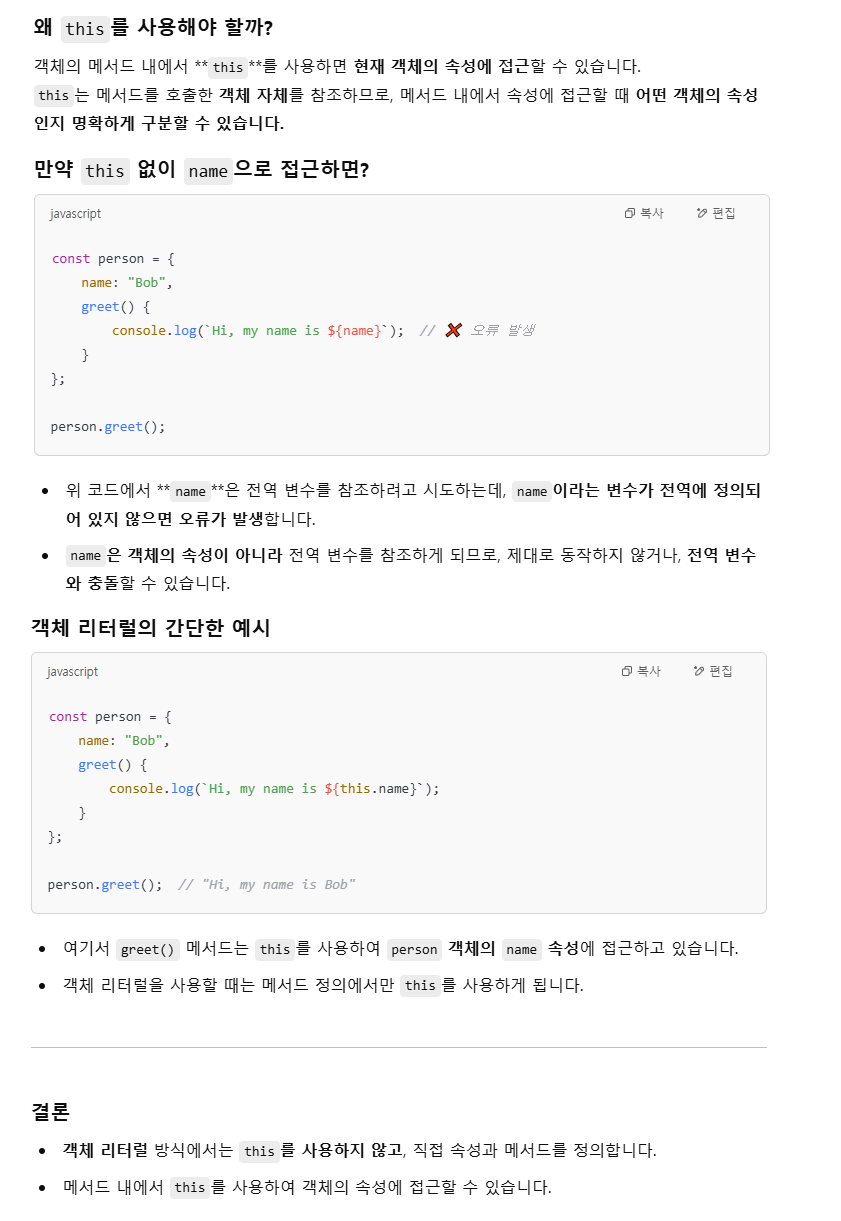 왜 this를 사용해야 할까?
객체의 메서드 내에서 **this**를 사용하면 현재 객체의 속성에 접근할 수 있습니다.
this는 메서드를 호출한 객체 자체를 참조하므로, 메서드 내에서 속성에 접근할 때 어떤 객체의 속성
인지 명확하게 구분할 수 있습니다.
만약 this 없이 name으로 접근하면?
javascript 복사 편집
const person = {
    name: "Bob",
    greet() {
        console.log(`Hi, my name is ${name}`);  // ❌ 오류 발생
    }
};
person.greet();
• 위 코드에서 **name**은 전역 변수를 참조하려고 시도하는데, name이라는 변수가 전역에 정의되
어 있지 않으면 오류가 발생합니다.
• name은 객체의 속성이 아니라 전역 변수를 참조하게 되므로, 제대로 동작하지 않거나, 전역 변수
와 충돌할 수 있습니다.
객체 리터럴의 간단한 예시
javascript 복사 편집
const person = {
    name: "Bob",
    greet() {
        console.log(`Hi, my name is ${this.name}`);
    }
};
person.greet();  // "Hi, my name is Bob"
• 여기서 greet() 메서드는 this를 사용하여 person 객체의 name 속성에 접근하고 있습니다.
• 객체 리터럴을 사용할 때는 메서드 정의에서만 this를 사용하게 됩니다.
결론
• 객체 리터럴 방식에서는 this를 사용하지 않고, 직접 속성과 메서드를 정의합니다.
• 메서드 내에서 this를 사용하여 객체의 속성에 접근할 수 있습니다.